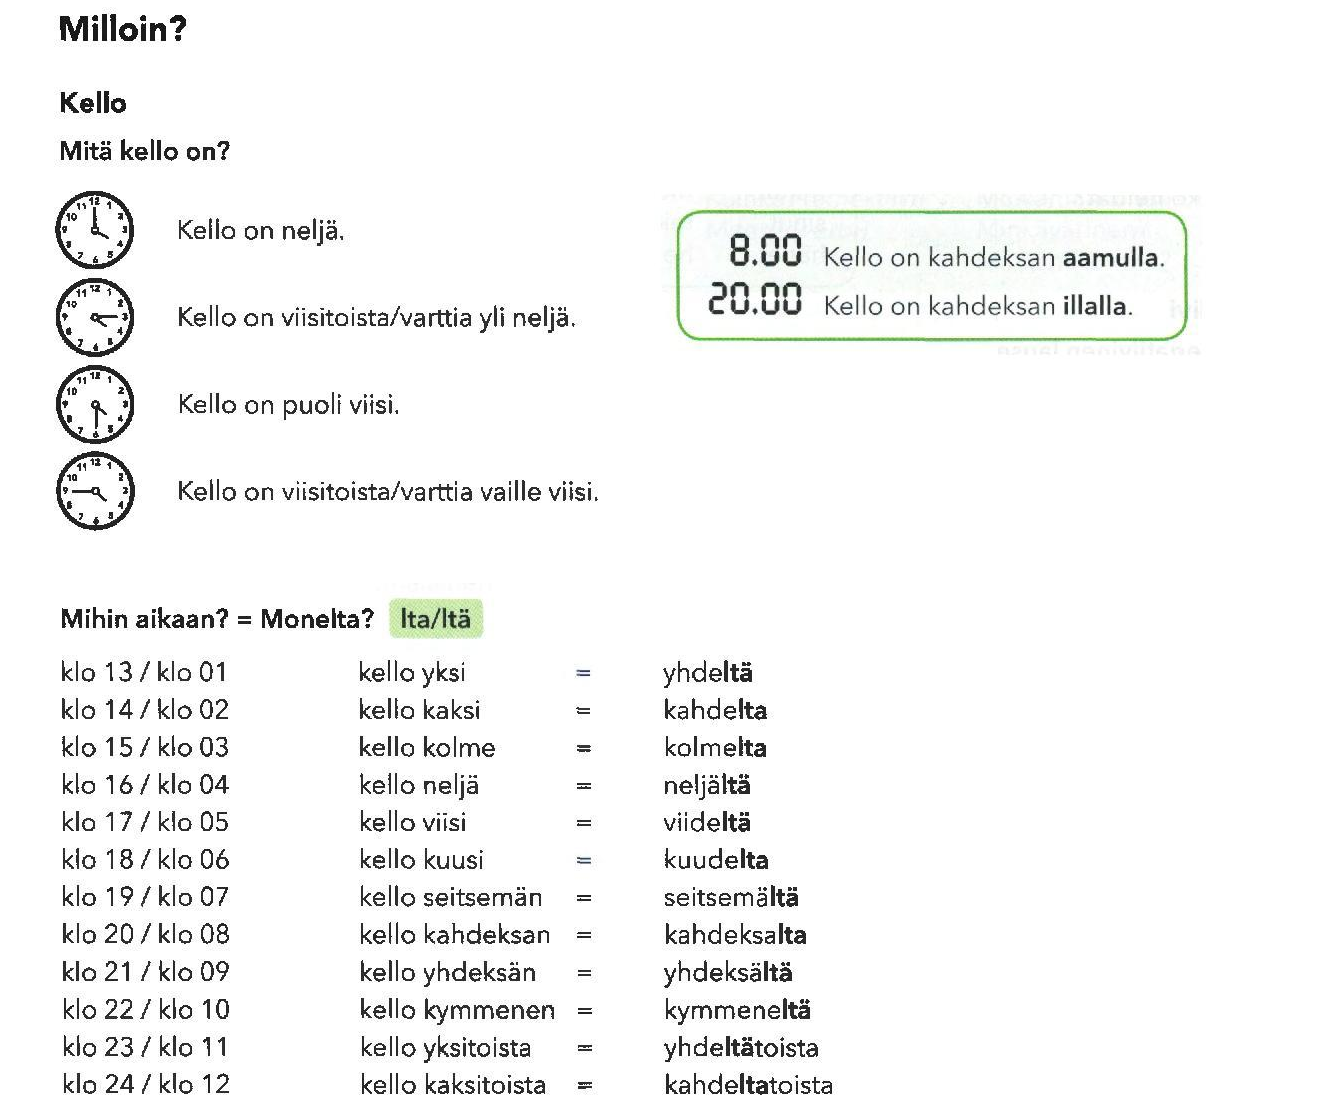 Milloin?
Kello
Mitä kello on?
Kello on neljä.
Kello on viisitoista/varttia yli neljä.
Kello on puoli viisi.
Kello on viisitoista/varttia vaille viisi.
8.00 Kello on kahdeksan aamulla.
20.00 Kello on kahdeksan illalla.
Mihin aikaan? = Monelta? lta/ltä
klo 13 / klo 01 kello yksi = yhdeltä
klo 14 / klo 02 kello kaksi = kahdelta
klo 15 / klo 03 kello kolme = kolmelta
klo 16 / klo 04 kello neljä = neljältä
klo 17 / klo 05 kello viisi = viideltä
klo 18 / klo 06 kello kuusi = kuudelta
klo 19 / klo 07 kello seitsemän = seitsemältä
klo 20 / klo 08 kello kahdeksan = kahdeksalta
klo 21 / klo 09 kello yhdeksän = yhdeksältä
klo 22 / klo 10 kello kymmenen = kymmeneltä
klo 23 / klo 11 kello yksitoista = yhdeltätoista
klo 24 / klo 12 kello kaksitoista = kahdeltatoista